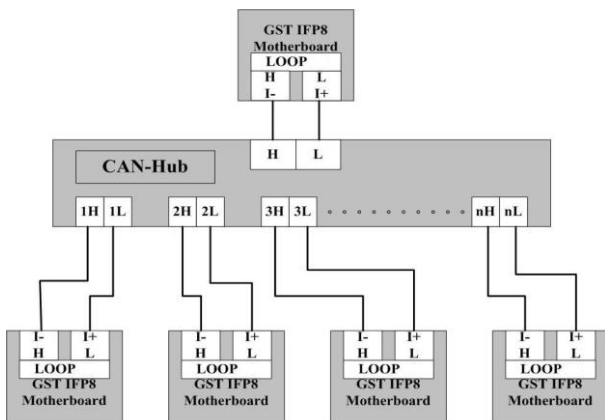 GST IFP8
Motherboard
LOOP
H L
I- I+
H L
CAN-Hub
1H 1L 2H 2L 3H 3L nH nL
I- I+ I- I+ I- I+ I- I+
H L H L H L H L
LOOP LOOP LOOP LOOP
GST IFP8 GST IFP8 GST IFP8 GST IFP8
Motherboard Motherboard Motherboard Motherboard